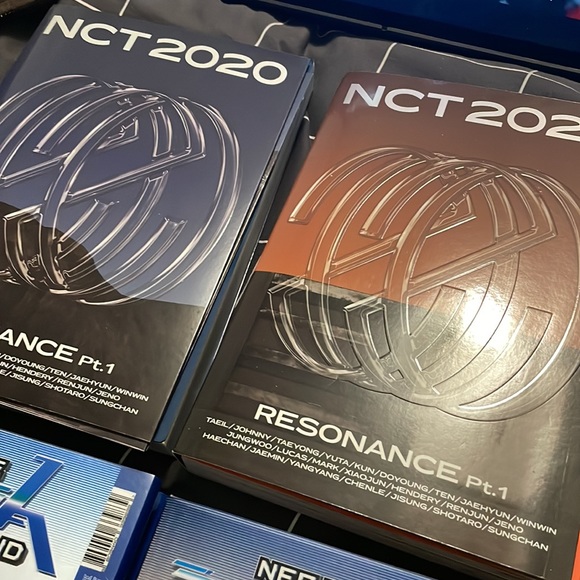 NCT 2020
ANCE Pt.1
/DOYOUNG/TEN/JAEHYUN/WINWIN
UN/HENDERY/RENJUN/JENO
LE/JISUNG/SHOTARO/SUNGCHAN
NCT 202
RESONANCE Pt.1
TAEIL/JOHNNY/TAEYONG/YUTA/KUN/DOYOUNG/TEN/JAEHYUN/WINWIN
JUNGWOO/LUCAS/MARK/XIAOJUN/HENDERY/RENJUN/JENO
HAECHAN/JAEMIN/YANGYANG/CHENLE/JISUNG/SHOTARO/SUNGCHAN